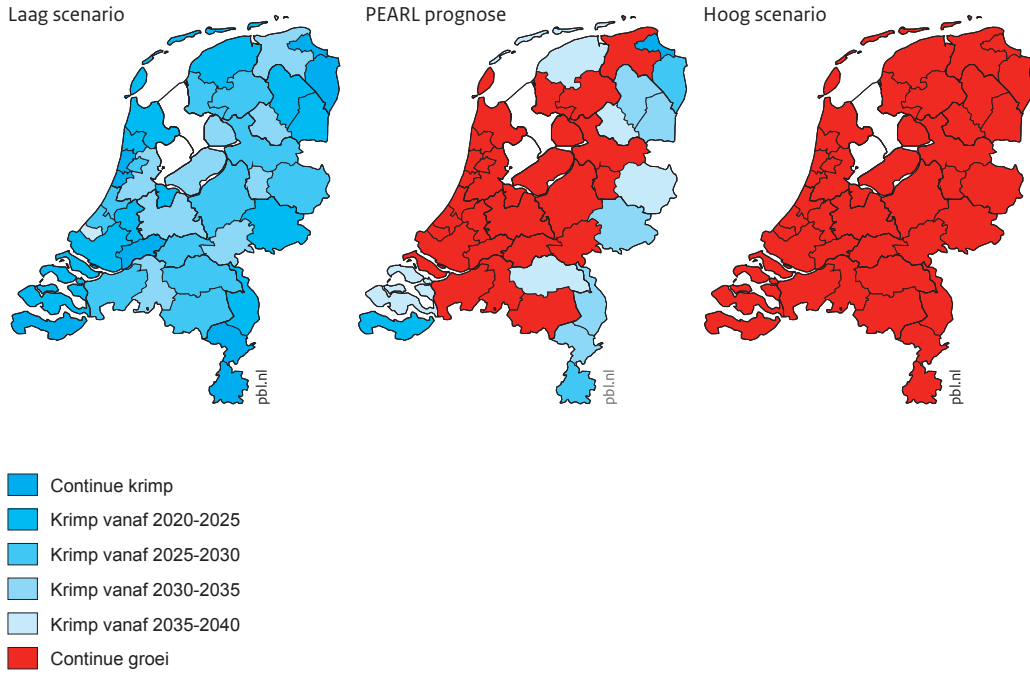 Laag scenario
PEARL prognose
Hoog scenario
pbl.nl
pbl.nl
pbl.nl
Continue krimp
Krimp vanaf 2020-2025
Krimp vanaf 2025-2030
Krimp vanaf 2030-2035
Krimp vanaf 2035-2040
Continue groei